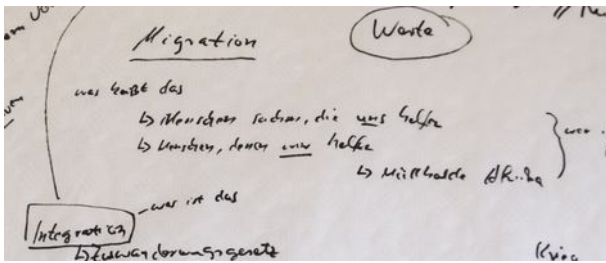 Migration
Werte
was heißt das
↳ Menschen suchen, die uns helfen
↳ Menschen, denen wir helfen
↳ Müllhalde Afrika
wer
was ist das
Integration
↳ Zuwanderungsgesetz
Krieg